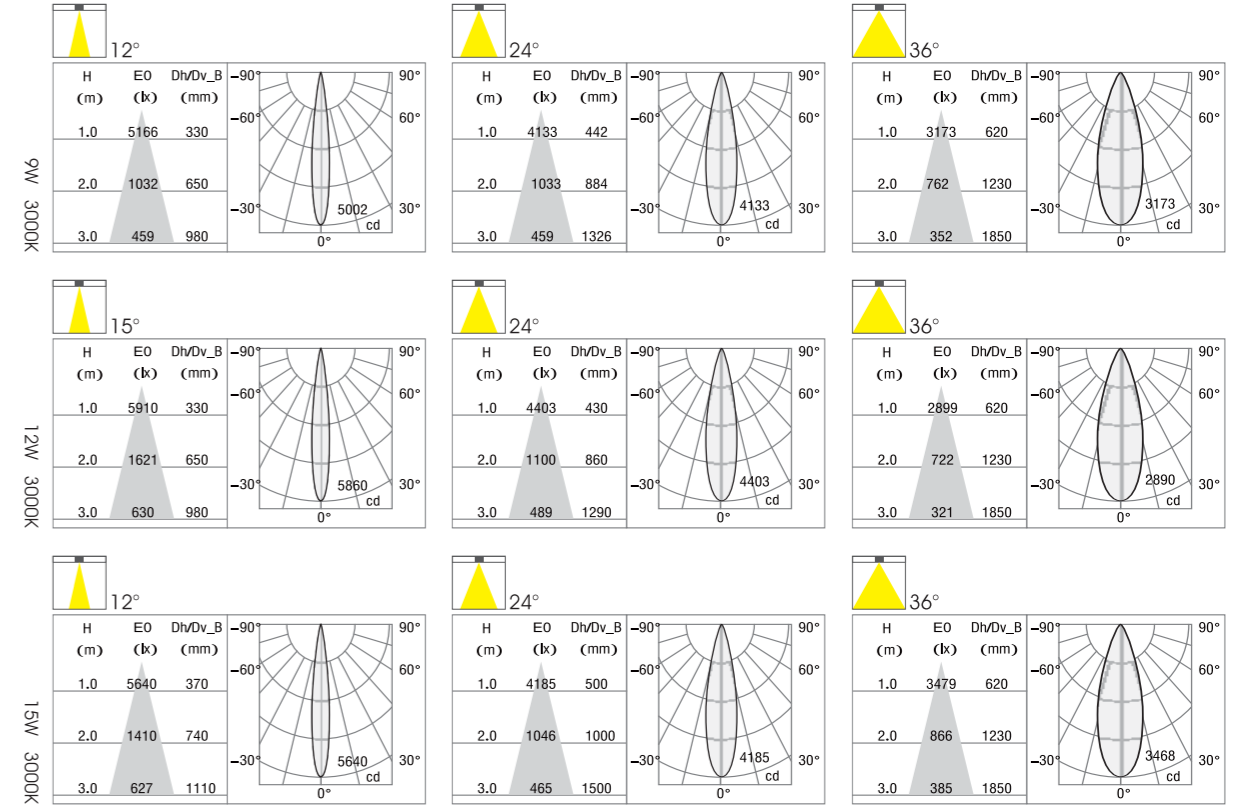 12° 24° 36°
H E0 Dh/Dv_B −90° 90° H E0 Dh/Dv_B −90° 90° H E0 Dh/Dv_B −90° 90°
(m) (lx) (mm) (m) (lx) (mm) (m) (lx) (mm)
−60° 60° −60° 60° −60° 60°
1.0 5166 330 1.0 4133 442 1.0 3173 620
9W 3000K
2.0 1032 650 2.0 1033 884 2.0 762 1230
−30° 5002 30° −30° 4133 30° −30° 3173 30°
cd cd cd
3.0 459 980 0° 3.0 459 1326 0° 3.0 352 1850 0°
15° 24° 36°
H E0 Dh/Dv_B −90° 90° H E0 Dh/Dv_B −90° 90° H E0 Dh/Dv_B −90° 90°
(m) (lx) (mm) (m) (lx) (mm) (m) (lx) (mm)
−60° 60° −60° 60° −60° 60°
1.0 5910 330 1.0 4403 430 1.0 2899 620
12W 3000K
2.0 1621 650 2.0 1100 860 2.0 722 1230
−30° 5860 30° −30° 4403 30° −30° 2890 30°
cd cd cd
3.0 630 980 0° 3.0 489 1290 0° 3.0 321 1850 0°
12° 24° 36°
H E0 Dh/Dv_B −90° 90° H E0 Dh/Dv_B −90° 90° H E0 Dh/Dv_B −90° 90°
(m) (lx) (mm) (m) (lx) (mm) (m) (lx) (mm)
−60° 60° −60° 60° −60° 60°
1.0 5640 370 1.0 4185 500 1.0 3479 620
15W 3000K
2.0 1410 740 2.0 1046 1000 2.0 866 1230
−30° 5640 30° −30° 4185 30° −30° 3468 30°
cd cd cd
3.0 627 1110 0° 3.0 465 1500 0° 3.0 385 1850 0°